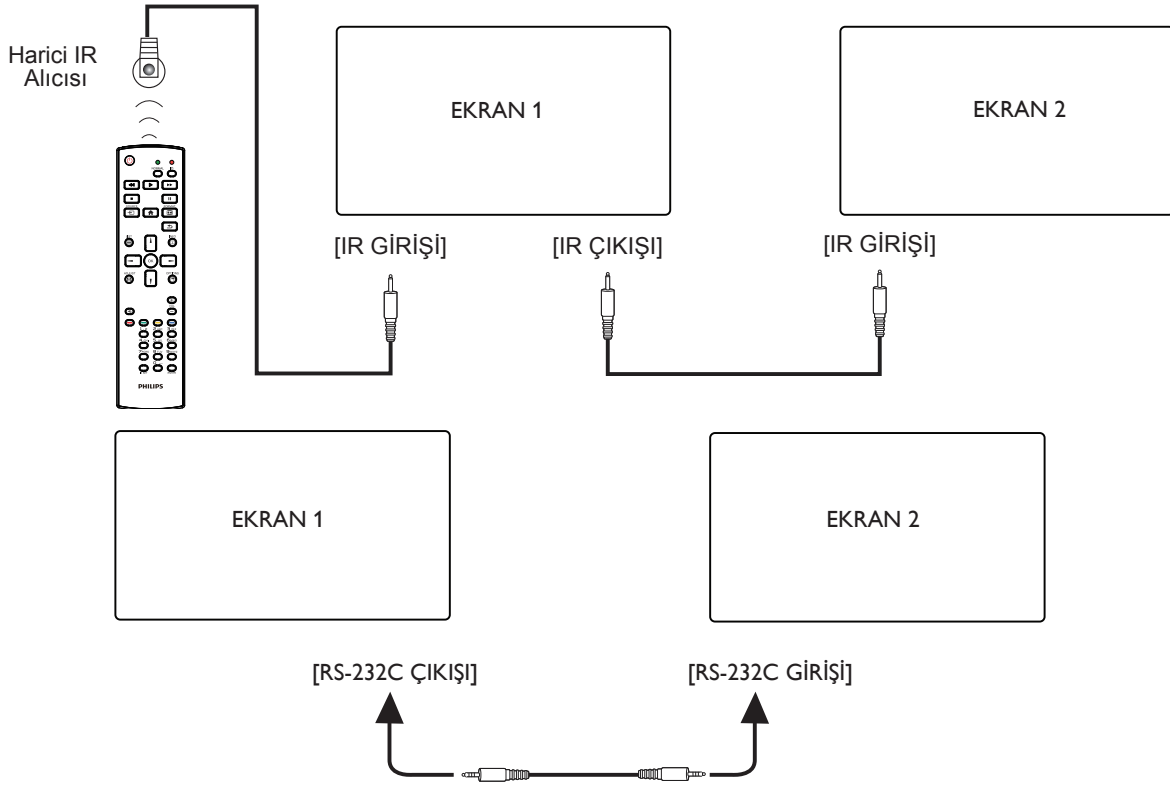 Harici IR
Alıcısı
EKRAN 1
EKRAN 2
[IR GİRİŞİ]
[IR ÇIKIŞI]
[IR GİRİŞİ]
PHILIPS
EKRAN 1
EKRAN 2
[RS-232C ÇIKIŞI]
[RS-232C GİRİŞİ]